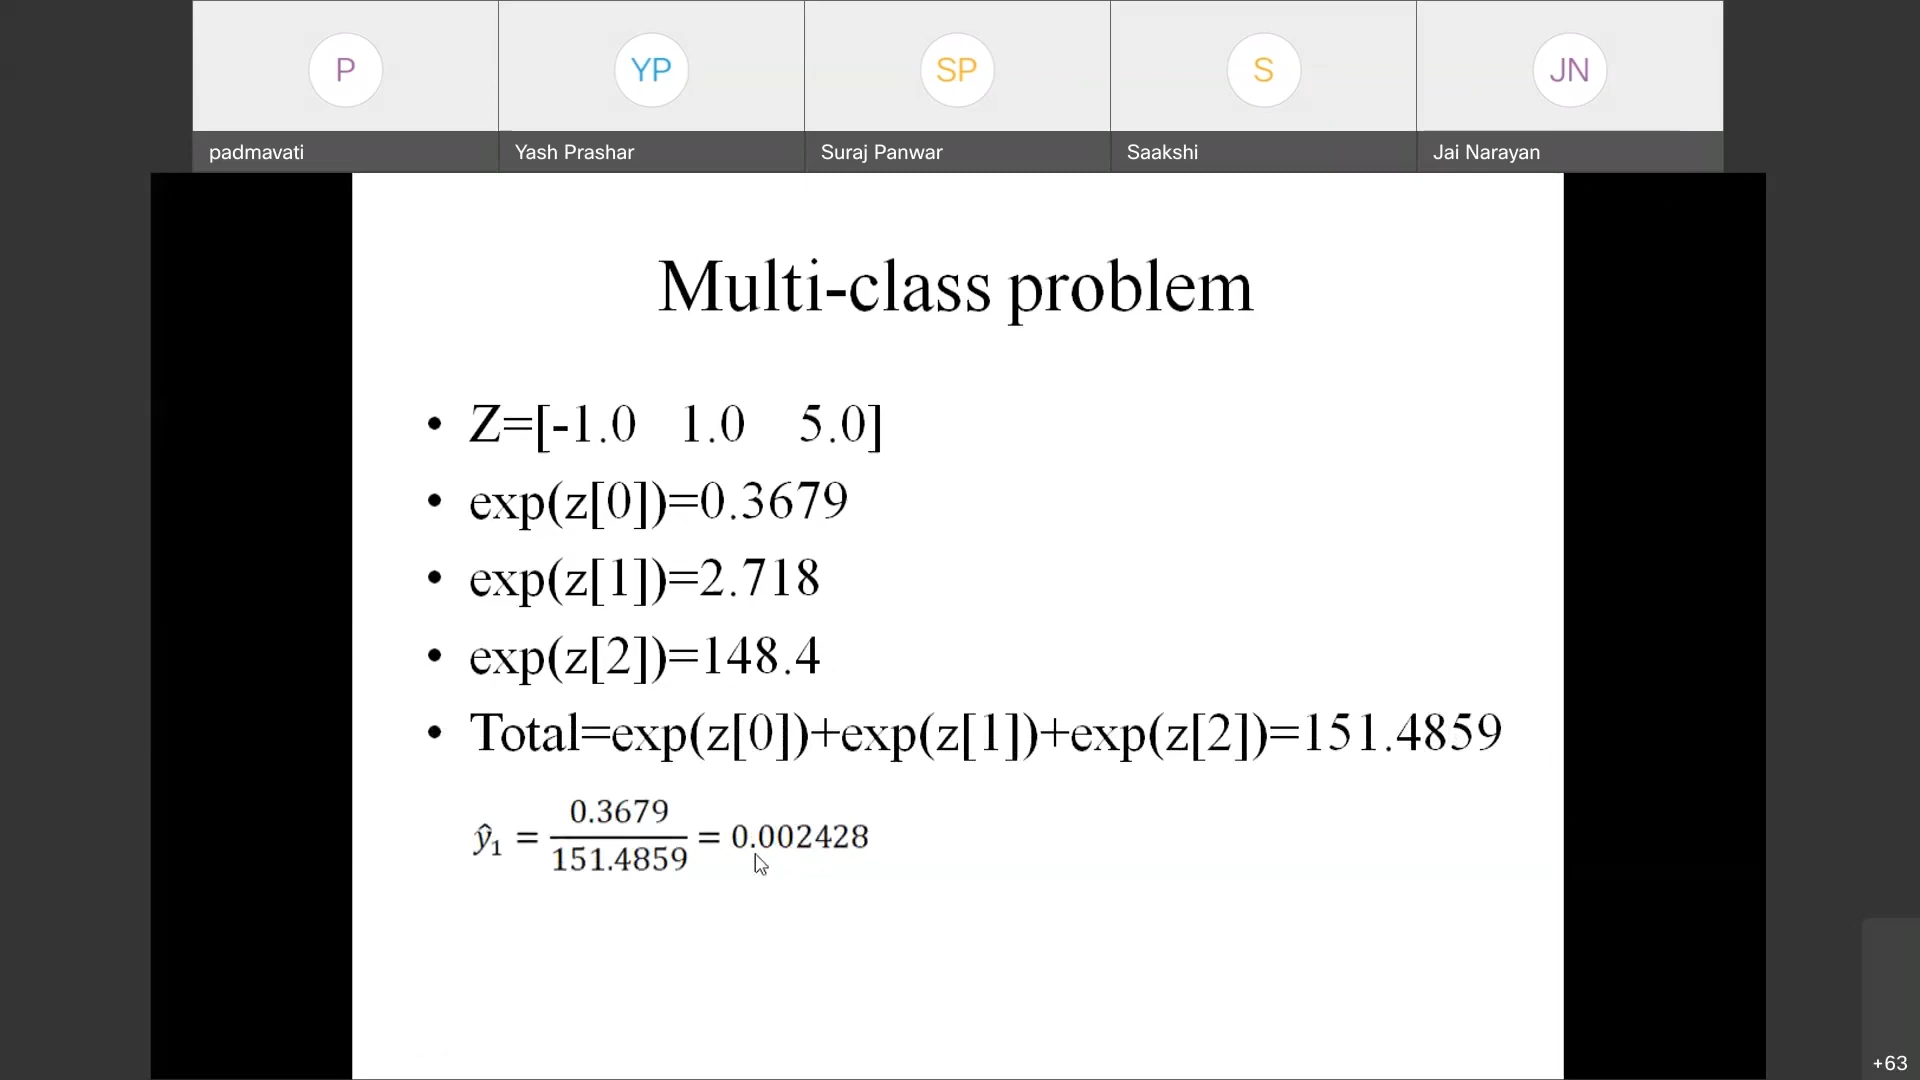 P YP SP S JN
padmavati Yash Prashar Suraj Panwar Saakshi Jai Narayan
Multi-class problem
• Z=[-1.0 1.0 5.0]
• exp(z[0])=0.3679
• exp(z[1])=2.718
• exp(z[2])=148.4
• Total=exp(z[0])+exp(z[1])+exp(z[2])=151.4859
ŷ₁ = 0.3679 / 151.4859 = 0.002428
+63